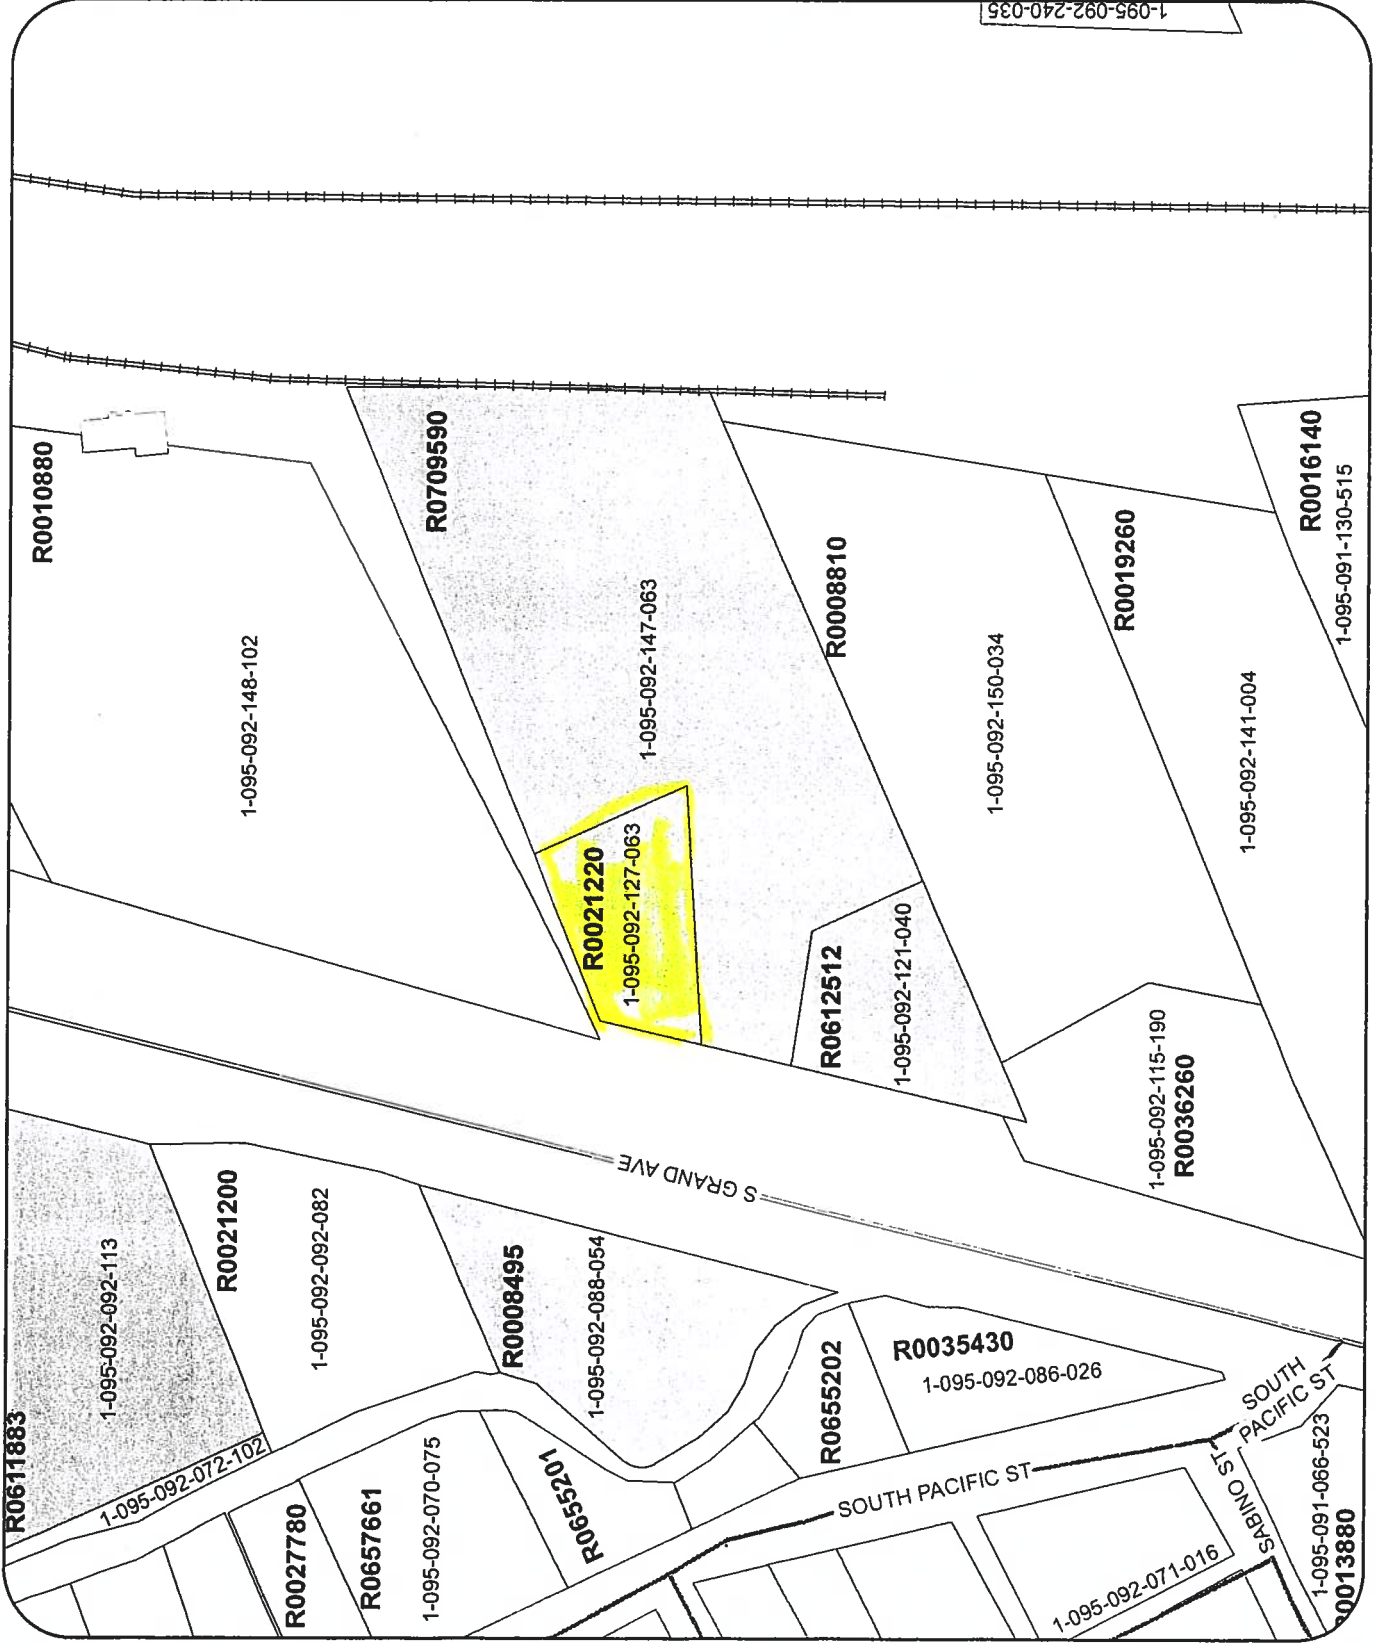 1-095-092-240-035
R0010880
1-095-092-148-102
R0709590
1-095-092-147-063
R0021220
1-095-092-127-063
R0008810
1-095-092-150-034
R0019260
1-095-092-141-004
R0016140
1-095-091-130-515
R0612512
1-095-092-121-040
1-095-092-115-190
R0036260
S GRAND AVE
R0611883
1-095-092-092-113
R0021200
1-095-092-092-082
R0008495
1-095-092-088-054
R0655202
R0035430
1-095-092-086-026
1-095-092-072-102
R0027780
R0657661
1-095-092-070-075
R0655201
SOUTH PACIFIC ST
SOUTH
PACIFIC ST
SABINO ST
1-095-092-071-016
1-095-091-066-523
R0013880